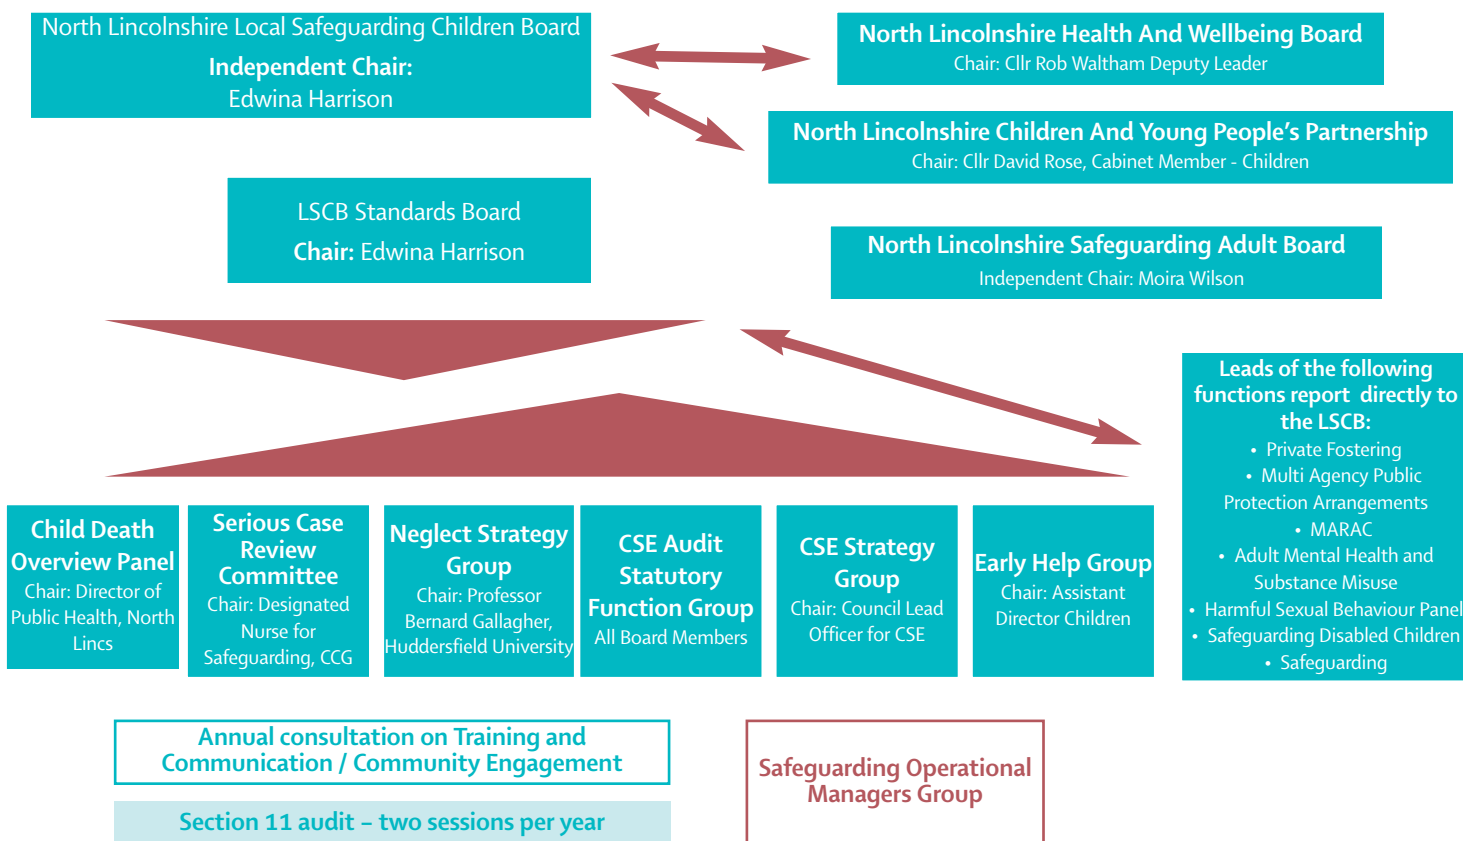 North Lincolnshire Local Safeguarding Children Board
Independent Chair:
Edwina Harrison
North Lincolnshire Health And Wellbeing Board
Chair: Cllr Rob Waltham Deputy Leader
North Lincolnshire Children And Young People's Partnership
Chair: Cllr David Rose, Cabinet Member - Children
LSCB Standards Board
Chair: Edwina Harrison
North Lincolnshire Safeguarding Adult Board
Independent Chair: Moira Wilson
Leads of the following
functions report directly to
the LSCB:
• Private Fostering
• Multi Agency Public
Protection Arrangements
• MARAC
• Adult Mental Health and
Substance Misuse
• Harmful Sexual Behaviour Panel
• Safeguarding Disabled Children
• Safeguarding
Child Death
Overview Panel
Chair: Director of
Public Health, North
Lincs
Serious Case
Review
Committee
Chair: Designated
Nurse for
Safeguarding, CCG
Neglect Strategy
Group
Chair: Professor
Bernard Gallagher,
Huddersfield University
CSE Audit
Statutory
Function Group
All Board Members
CSE Strategy
Group
Chair: Council Lead
Officer for CSE
Early Help Group
Chair: Assistant
Director Children
Annual consultation on Training and
Communication / Community Engagement
Section 11 audit – two sessions per year
Safeguarding Operational
Managers Group